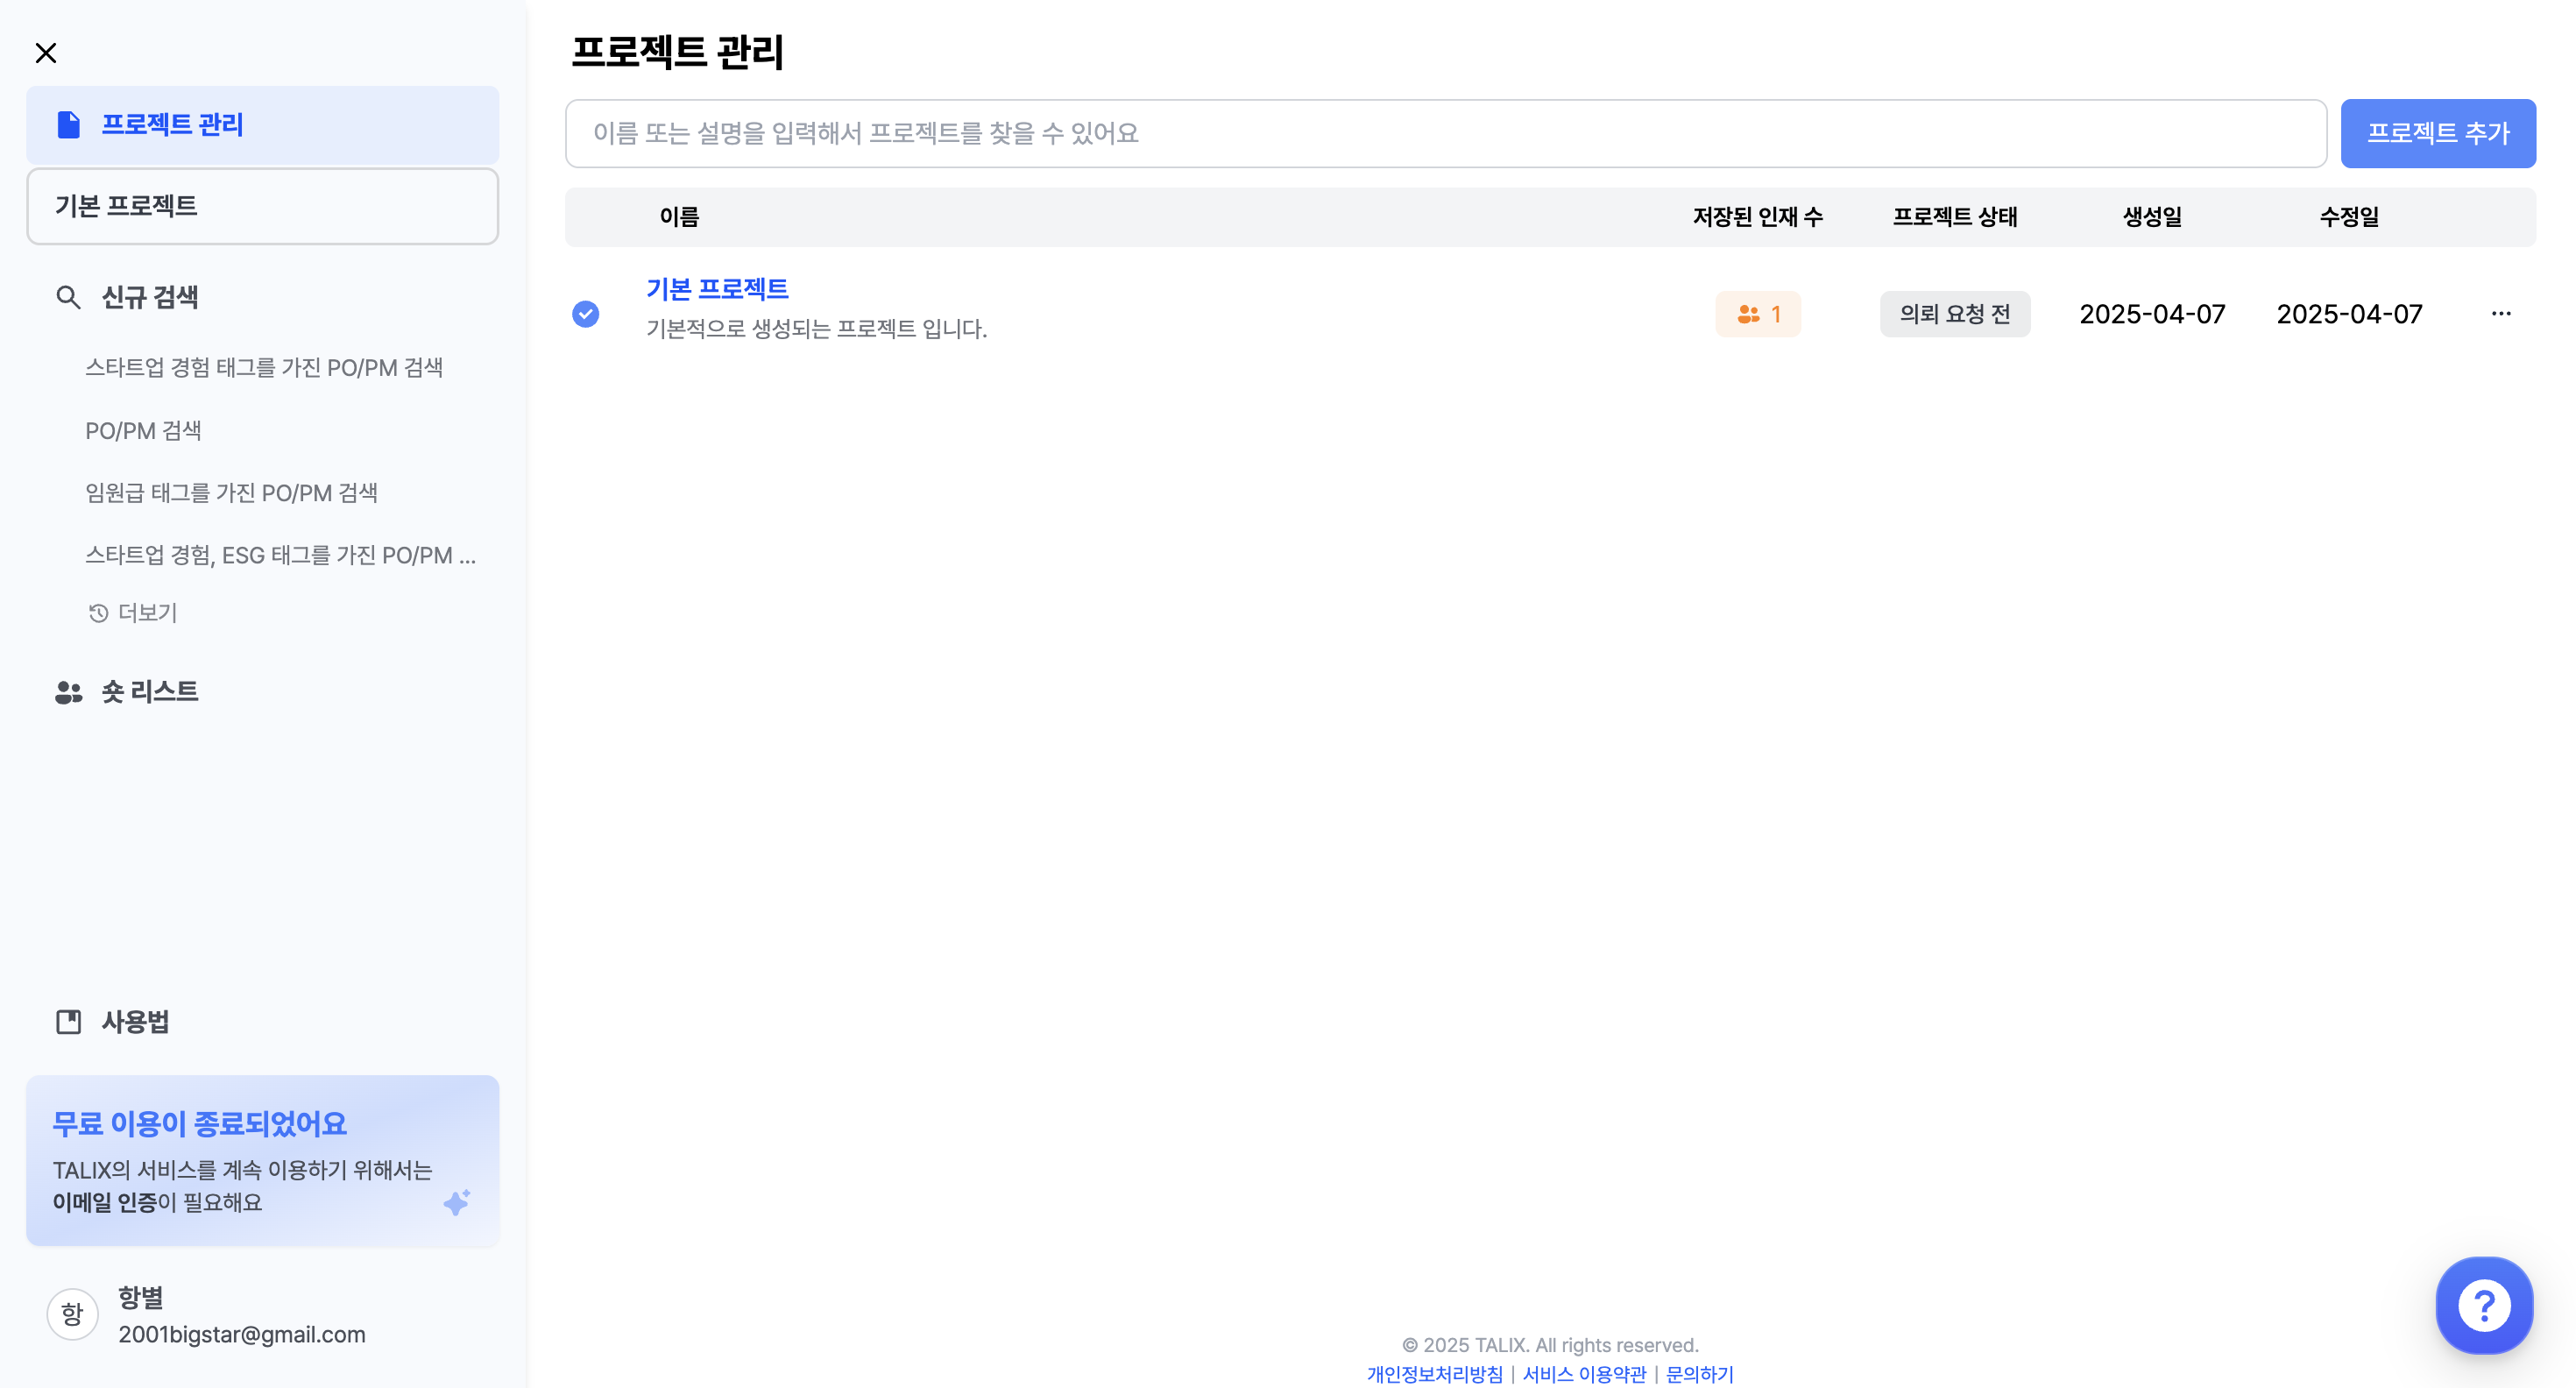 프로젝트 관리
기본 프로젝트
신규 검색
스타트업 경험 태그를 가진 PO/PM 검색
PO/PM 검색
임원급 태그를 가진 PO/PM 검색
스타트업 경험, ESG 태그를 가진 PO/PM ...
더보기
숏 리스트
사용법
무료 이용이 종료되었어요
TALIX의 서비스를 계속 이용하기 위해서는
이메일 인증이 필요해요
항
항별
2001bigstar@gmail.com
프로젝트 관리
이름 또는 설명을 입력해서 프로젝트를 찾을 수 있어요
프로젝트 추가
이름 저장된 인재 수 프로젝트 상태 생성일 수정일
기본 프로젝트
기본적으로 생성되는 프로젝트 입니다.
1 의뢰 요청 전 2025-04-07 2025-04-07 ...
© 2025 TALIX. All rights reserved.
개인정보처리방침 | 서비스 이용약관 | 문의하기
?